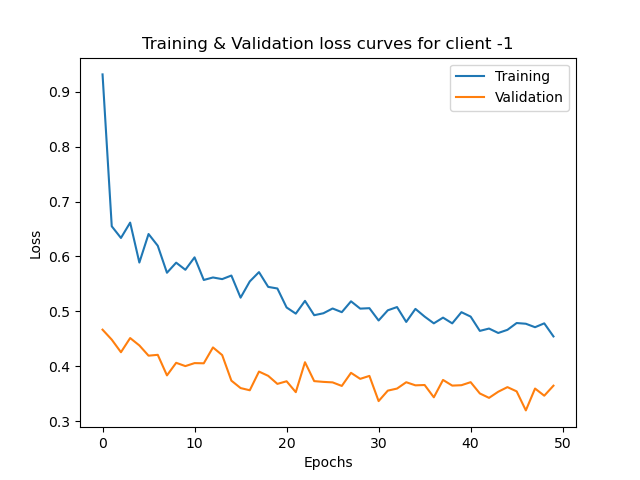 Training & Validation loss curves for client -1
Training
Validation
Loss
0.9
0.8
0.7
0.6
0.5
0.4
0.3
0 10 20 30 40 50
Epochs